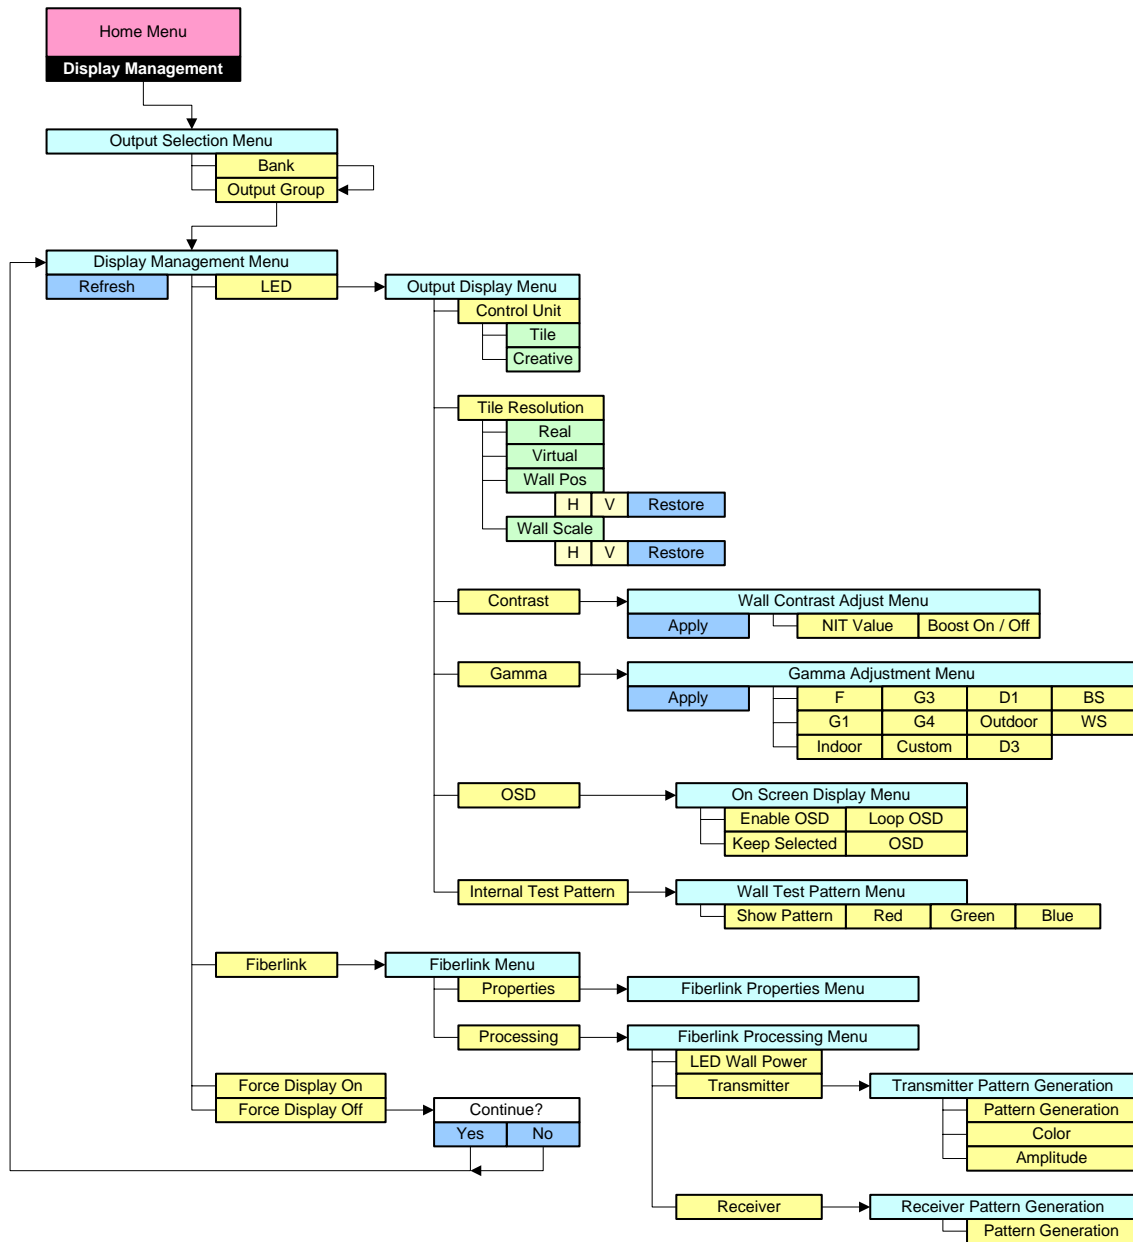 Home Menu
Display Management
Output Selection Menu
Bank
Output Group
Display Management Menu
Refresh
LED
Output Display Menu
Control Unit
Tile
Creative
Tile Resolution
Real
Virtual
Wall Pos
H V Restore
Wall Scale
H V Restore
Contrast
Wall Contrast Adjust Menu
Apply
NIT Value Boost On / Off
Gamma
Gamma Adjustment Menu
Apply
F G3 D1 BS
G1 G4 Outdoor WS
Indoor Custom D3
OSD
On Screen Display Menu
Enable OSD Loop OSD
Keep Selected OSD
Internal Test Pattern
Wall Test Pattern Menu
Show Pattern Red Green Blue
Fiberlink
Fiberlink Menu
Properties
Fiberlink Properties Menu
Processing
Fiberlink Processing Menu
LED Wall Power
Transmitter
Transmitter Pattern Generation
Pattern Generation
Color
Amplitude
Force Display On
Force Display Off
Continue?
Yes No
Receiver
Receiver Pattern Generation
Pattern Generation